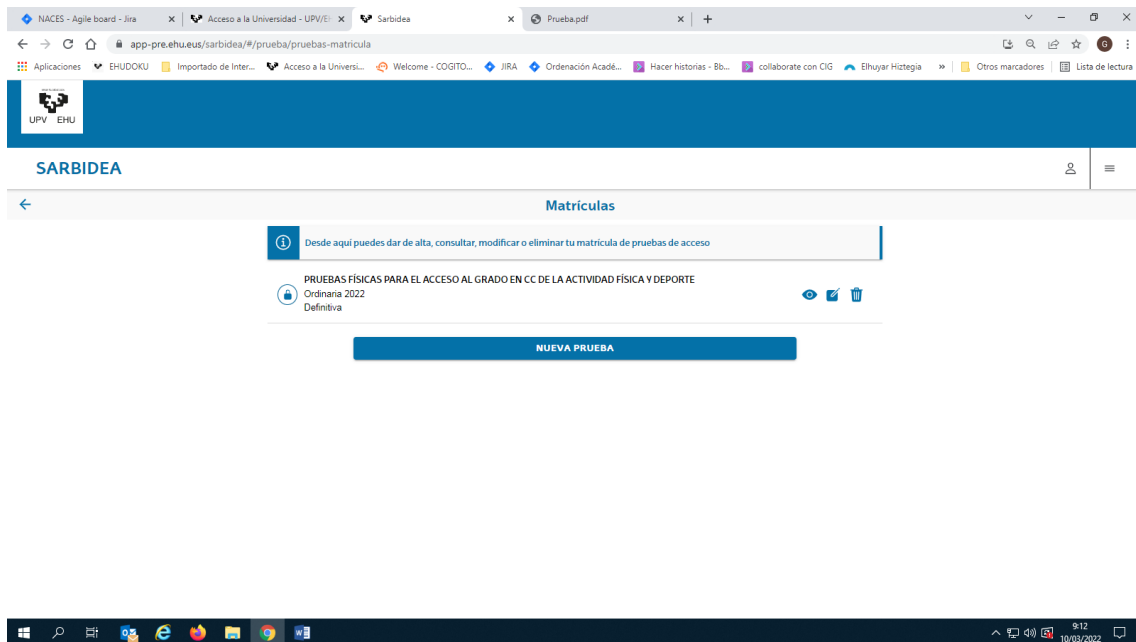 NACES - Agile board - Jira
Acceso a la Universidad - UPV/EH
Sarbidea
Prueba.pdf
app-pre.ehu.eus/sarbidea/#/prueba/pruebas-matricula
G
Aplicaciones
EHUDOKU
Importado de Inter...
Acceso a la Universi...
Welcome - COGITO...
JIRA
Ordenación Acadé...
Hacer historias - Bb...
collaborate con CIG
Elhuyar Hiztegia
»
Otros marcadores
Lista de lectura
UPV EHU
SARBIDEA
Matrículas
Desde aquí puedes dar de alta, consultar, modificar o eliminar tu matrícula de pruebas de acceso
PRUEBAS FÍSICAS PARA EL ACCESO AL GRADO EN CC DE LA ACTIVIDAD FÍSICA Y DEPORTE
Ordinaria 2022
Definitiva
NUEVA PRUEBA
9:12
10/03/2022